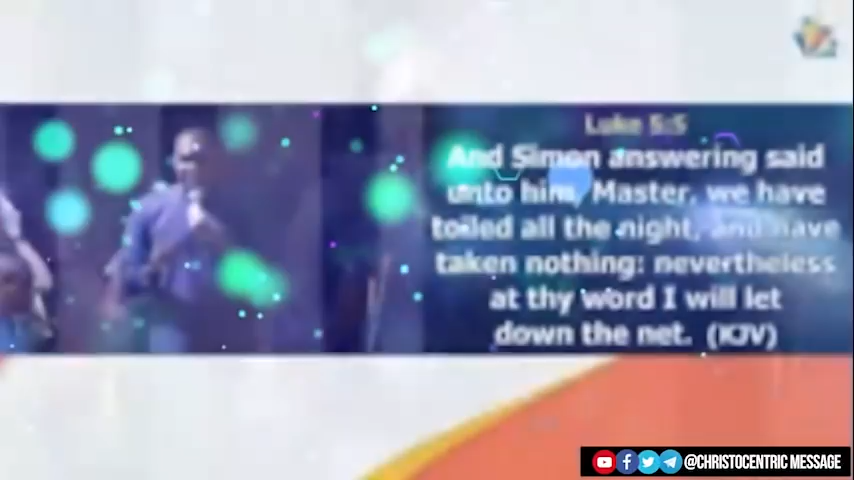 Luke 5:5
And Simon answering said
unto him, Master, we have
toiled all the night, and have
taken nothing: nevertheless
at thy word I will let
down the net. (KJV)
@CHRISTOCENTRIC MESSAGE